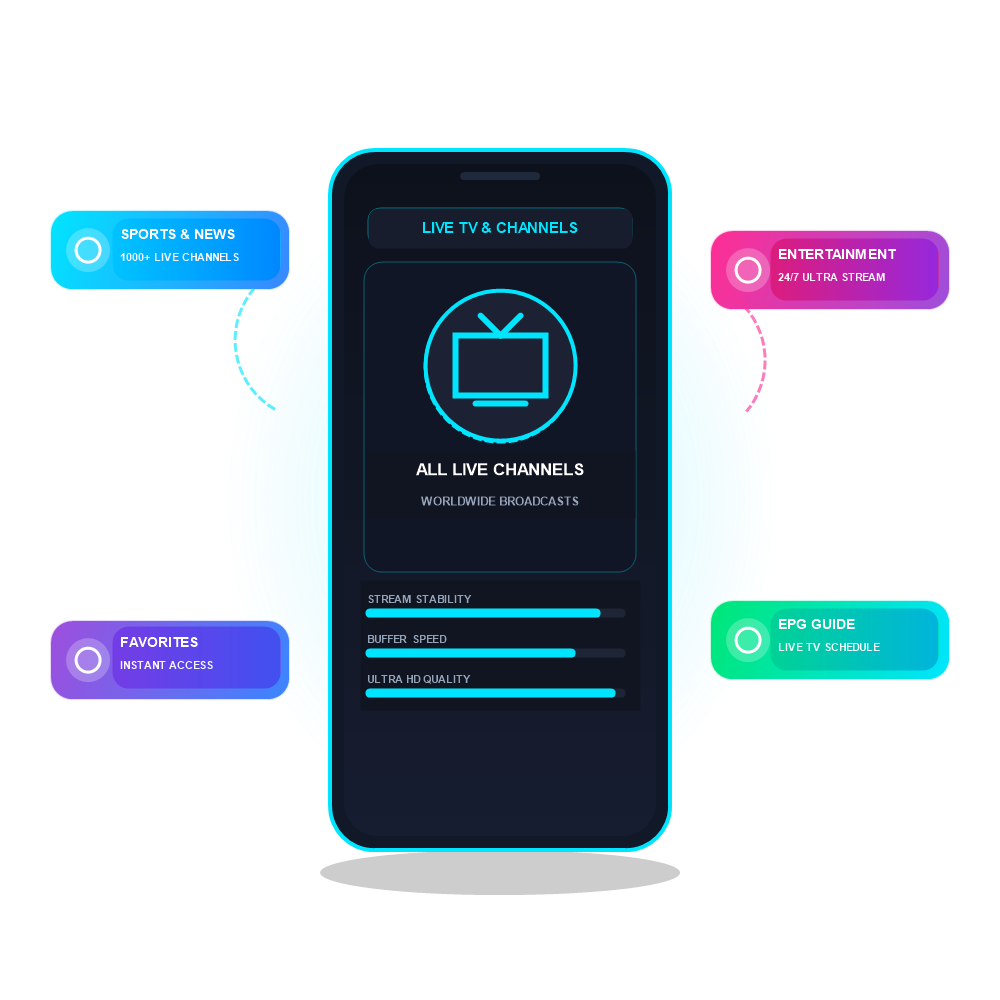 LIVE TV & CHANNELS
SPORTS & NEWS
1000+ LIVE CHANNELS
ENTERTAINMENT
24/7 ULTRA STREAM
ALL LIVE CHANNELS
WORLDWIDE BROADCASTS
STREAM STABILITY
BUFFER SPEED
ULTRA HD QUALITY
FAVORITES
INSTANT ACCESS
EPG GUIDE
LIVE TV SCHEDULE